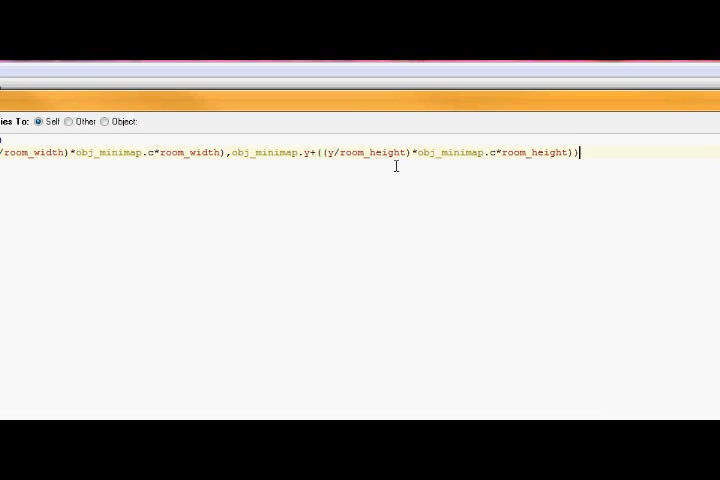 ies To: Self Other Object:
)
/room_width)*obj_minimap.c*room_width),obj_minimap.y+((y/room_height)*obj_minimap.c*room_height))